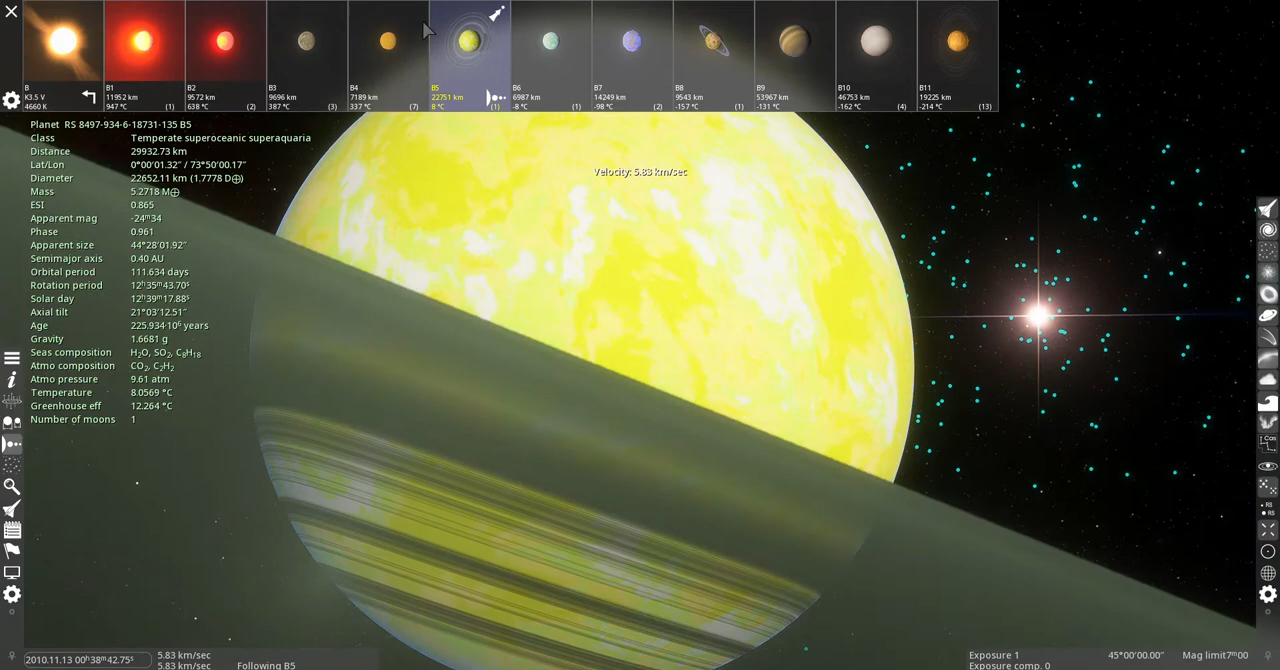 B
K3.5 V
4660 K
B1
11952 km
947 °C (1)
B2
9572 km
638 °C (2)
B3
9696 km
387 °C (3)
B4
7189 km
337 °C (7)
B5
22751 km
8 °C (1)
B6
6987 km
-8 °C (1)
B7
14249 km
-98 °C (2)
B8
9543 km
-157 °C (1)
B9
53967 km
-131 °C
B10
46753 km
-162 °C (4)
B11
19225 km
-214 °C (13)
Planet RS 8497-934-6-18731-135 B5
Class Temperate superoceanic superaquaria
Distance 29932.73 km
Lat/Lon 0°00′01.32″ / 73°50′00.17″
Diameter 22652.11 km (1.7778 D⊕)
Mass 5.2718 M⊕
ESI 0.865
Apparent mag -24ᵐ34
Phase 0.961
Apparent size 44°28′01.92″
Semimajor axis 0.40 AU
Orbital period 111.634 days
Rotation period 12ʰ35ᵐ43.70ˢ
Solar day 12ʰ39ᵐ17.88ˢ
Axial tilt 21°03′12.51″
Age 225.934·10⁶ years
Gravity 1.6681 g
Seas composition H₂O, SO₂, C₈H₁₈
Atmo composition CO₂, C₂H₂
Atmo pressure 9.61 atm
Temperature 8.0569 °C
Greenhouse eff 12.264 °C
Number of moons 1
Velocity: 5.83 km/sec
Cas
RS
RS
2010.11.13 00ʰ38ᵐ42.75ˢ
5.83 km/sec
5.83 km/sec
Following B5
Exposure 1
Exposure comp. 0
45°00′00.00″
Mag limit7ᵐ00